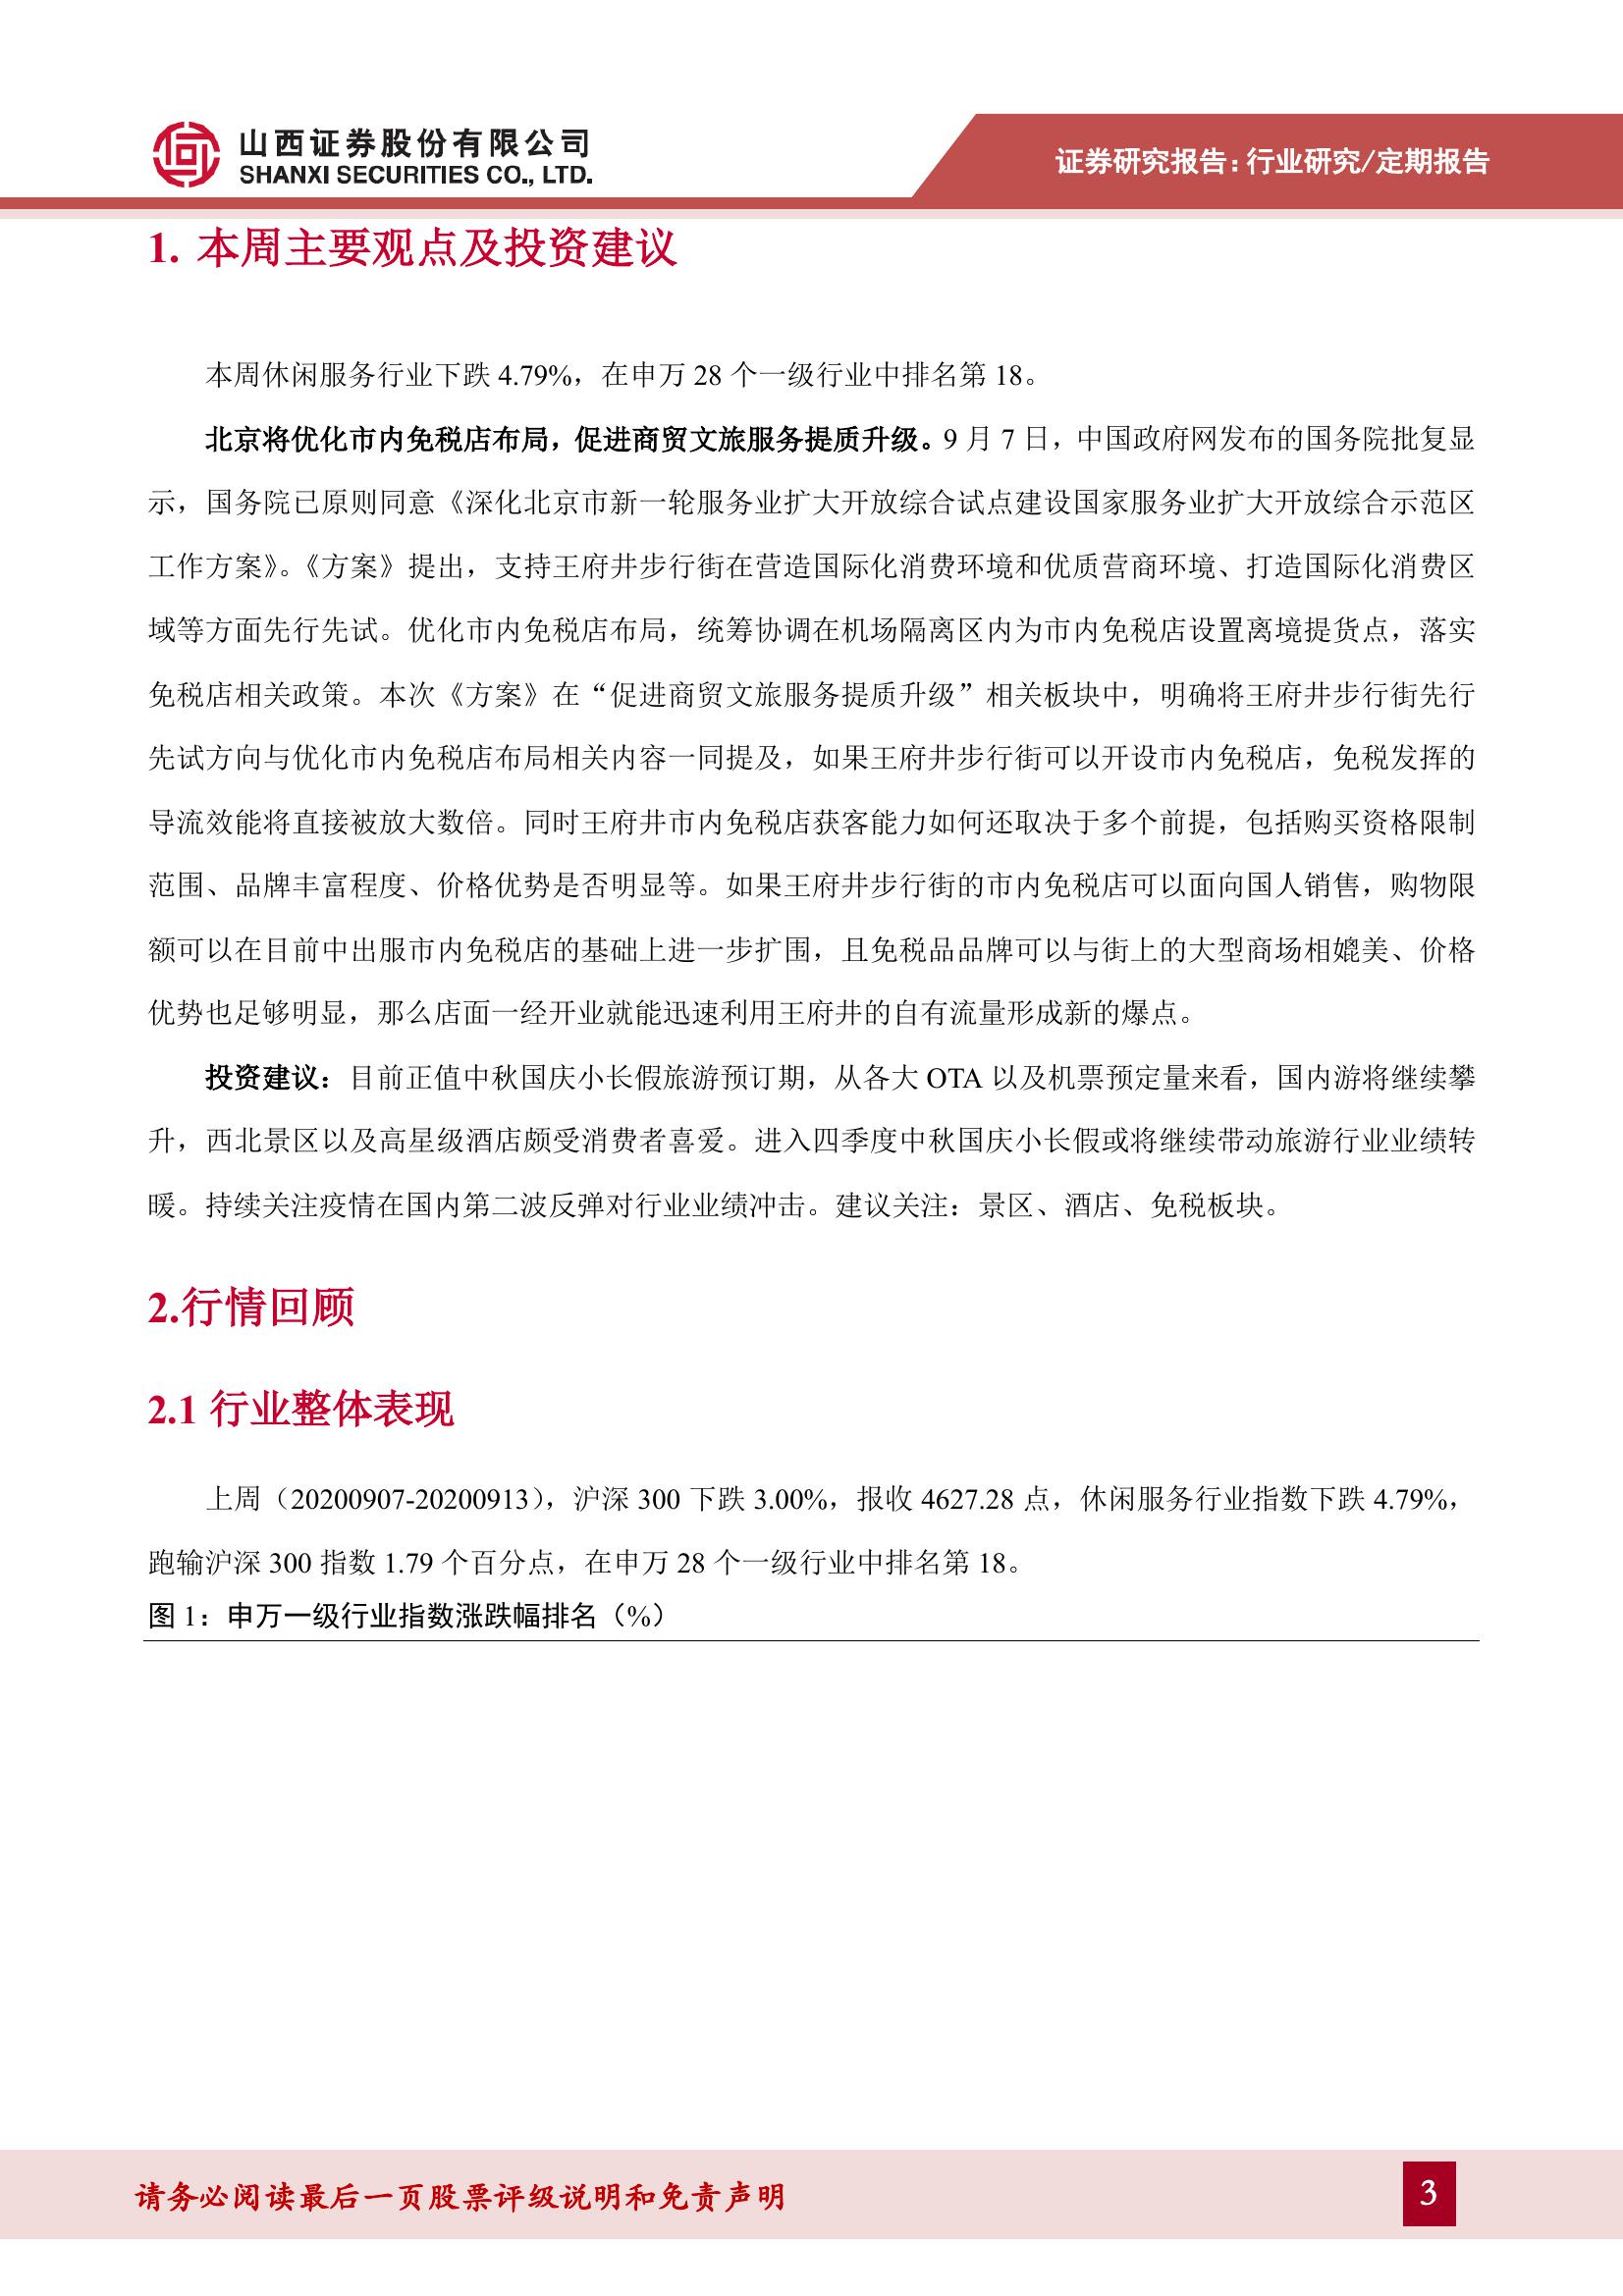 山西证券股份有限公司
SHANXI SECURITIES CO., LTD.
证券研究报告：行业研究/定期报告
1. 本周主要观点及投资建议
本周休闲服务行业下跌 4.79%，在申万 28 个一级行业中排名第 18。
北京将优化市内免税店布局，促进商贸文旅服务提质升级。9 月 7 日，中国政府网发布的国务院批复显
示，国务院已原则同意《深化北京市新一轮服务业扩大开放综合试点建设国家服务业扩大开放综合示范区
工作方案》。《方案》提出，支持王府井步行街在营造国际化消费环境和优质营商环境、打造国际化消费区
域等方面先行先试。优化市内免税店布局，统筹协调在机场隔离区内为市内免税店设置离境提货点，落实
免税店相关政策。本次《方案》在“促进商贸文旅服务提质升级”相关板块中，明确将王府井步行街先行
先试方向与优化市内免税店布局相关内容一同提及，如果王府井步行街可以开设市内免税店，免税发挥的
导流效能将直接被放大数倍。同时王府井市内免税店获客能力如何还取决于多个前提，包括购买资格限制
范围、品牌丰富程度、价格优势是否明显等。如果王府井步行街的市内免税店可以面向国人销售，购物限
额可以在目前中出服市内免税店的基础上进一步扩围，且免税品品牌可以与街上的大型商场相媲美、价格
优势也足够明显，那么店面一经开业就能迅速利用王府井的自有流量形成新的爆点。
投资建议：目前正值中秋国庆小长假旅游预订期，从各大 OTA 以及机票预定量来看，国内游将继续攀
升，西北景区以及高星级酒店颇受消费者喜爱。进入四季度中秋国庆小长假或将继续带动旅游行业业绩转
暖。持续关注疫情在国内第二波反弹对行业业绩冲击。建议关注：景区、酒店、免税板块。
2.行情回顾
2.1 行业整体表现
上周（20200907-20200913），沪深 300 下跌 3.00%，报收 4627.28 点，休闲服务行业指数下跌 4.79%，
跑输沪深 300 指数 1.79 个百分点，在申万 28 个一级行业中排名第 18。
图 1：申万一级行业指数涨跌幅排名（%）
请务必阅读最后一页股票评级说明和免责声明
3